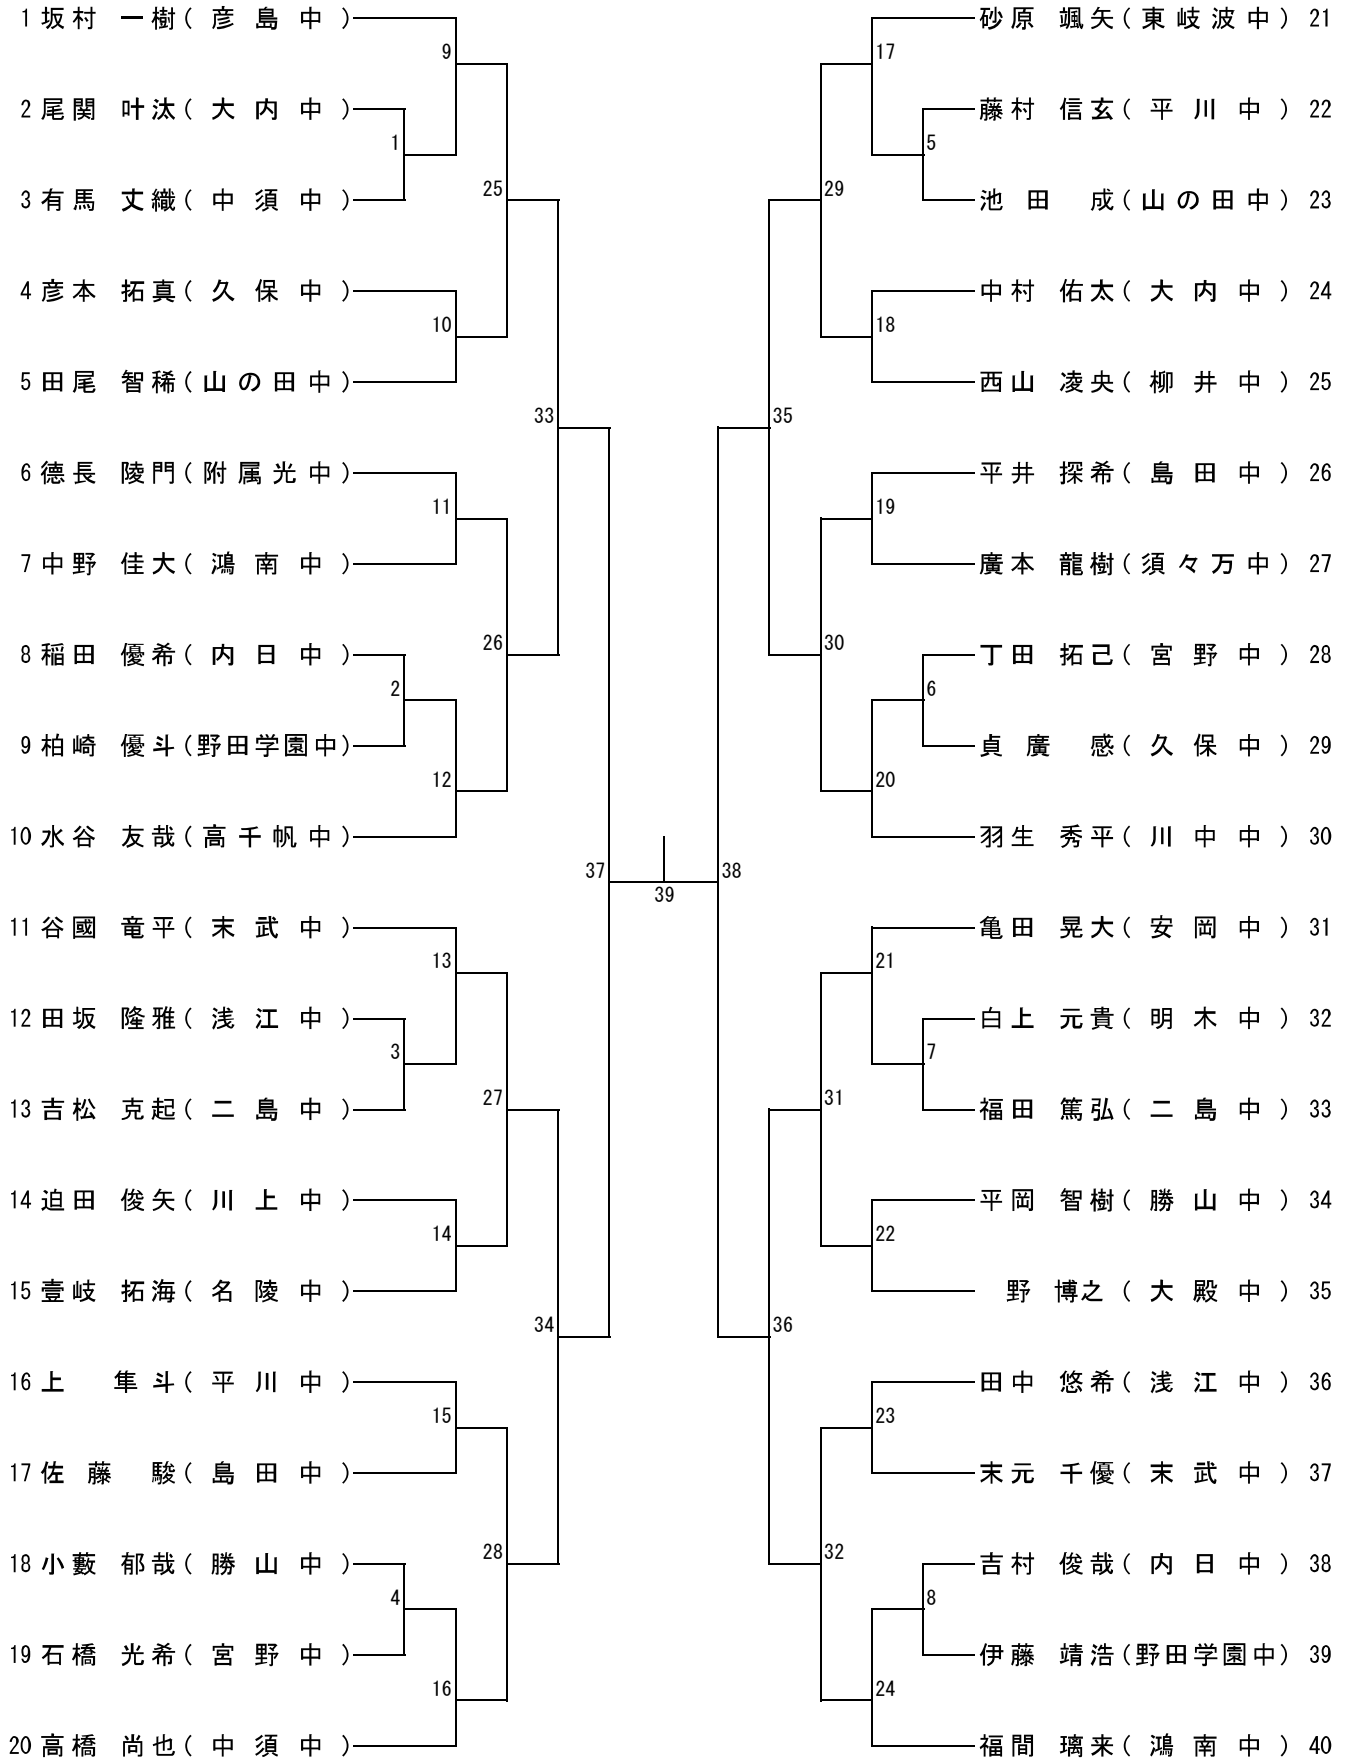 1 坂村 一樹 (彦島中)
砂原 颯矢 (東岐波中) 21
9
17
2 尾関 叶汰 (大内中)
藤村 信玄 (平川中) 22
1
5
25
29
3 有馬 丈織 (中須中)
池田 成 (山の田中) 23
4 彦本 拓真 (久保中)
中村 佑太 (大内中) 24
10
18
5 田尾 智稀 (山の田中)
西山 凌央 (柳井中) 25
33
35
6 德長 陵門 (附属光中)
平井 探希 (島田中) 26
11
19
7 中野 佳大 (鴻南中)
廣本 龍樹 (須々万中) 27
26
30
8 稲田 優希 (内日中)
丁田 拓己 (宮野中) 28
2
6
9 柏崎 優斗 (野田学園中)
貞廣 感 (久保中) 29
12
20
10 水谷 友哉 (高千帆中)
羽生 秀平 (川中中) 30
37
38
39
11 谷國 竜平 (末武中)
亀田 晃大 (安岡中) 31
13
21
12 田坂 隆雅 (浅江中)
白上 元貴 (明木中) 32
3
7
27
31
13 吉松 克起 (二島中)
福田 篤弘 (二島中) 33
14 迫田 俊矢 (川上中)
平岡 智樹 (勝山中) 34
14
22
15 壹岐 拓海 (名陵中)
野 博之 (大殿中) 35
34
36
16 上 隼斗 (平川中)
田中 悠希 (浅江中) 36
15
23
17 佐藤 駿 (島田中)
末元 千優 (末武中) 37
28
32
18 小藪 郁哉 (勝山中)
吉村 俊哉 (内日中) 38
4
8
19 石橋 光希 (宮野中)
伊藤 靖浩 (野田学園中) 39
16
24
20 高橋 尚也 (中須中)
福間 璃来 (鴻南中) 40